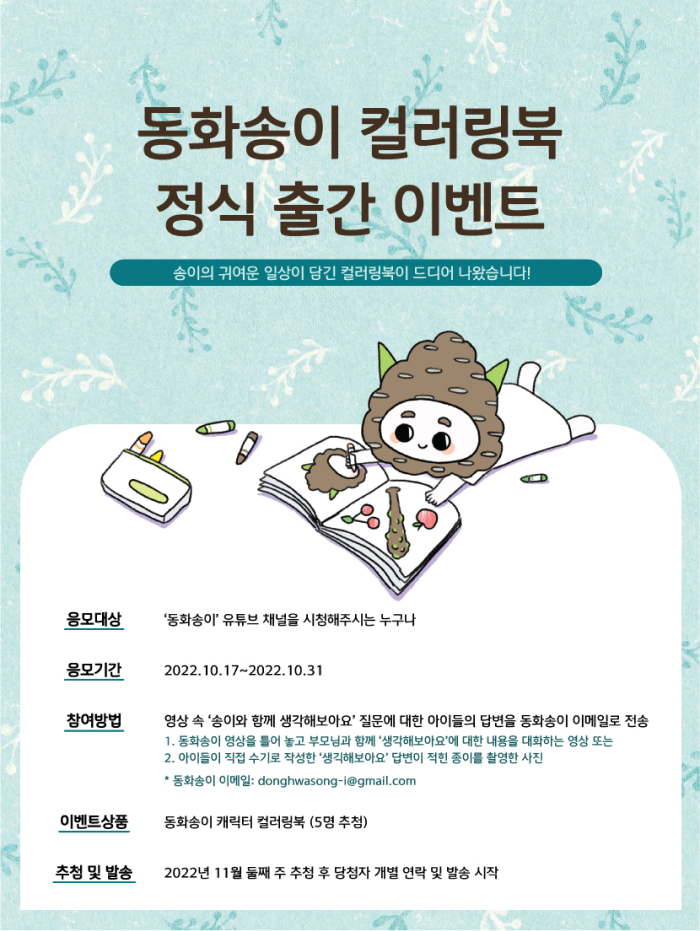 동화송이 컬러링북
정식 출간 이벤트
송이의 귀여운 일상이 담긴 컬러링북이 드디어 나왔습니다!
응모대상
‘동화송이’ 유튜브 채널을 시청해주시는 누구나
응모기간
2022.10.17~2022.10.31
참여방법
영상 속 ‘송이와 함께 생각해보아요’ 질문에 대한 아이들의 답변을 동화송이 이메일로 전송
1. 동화송이 영상을 틀어 놓고 부모님과 함께 ‘생각해보아요’에 대한 내용을 대화하는 영상 또는
2. 아이들이 직접 수기로 작성한 ‘생각해보아요’ 답변이 적힌 종이를 촬영한 사진
* 동화송이 이메일: donghwasong-i@gmail.com
이벤트상품
동화송이 캐릭터 컬러링북 (5명 추첨)
추첨 및 발송
2022년 11월 둘째 주 추첨 후 당첨자 개별 연락 및 발송 시작